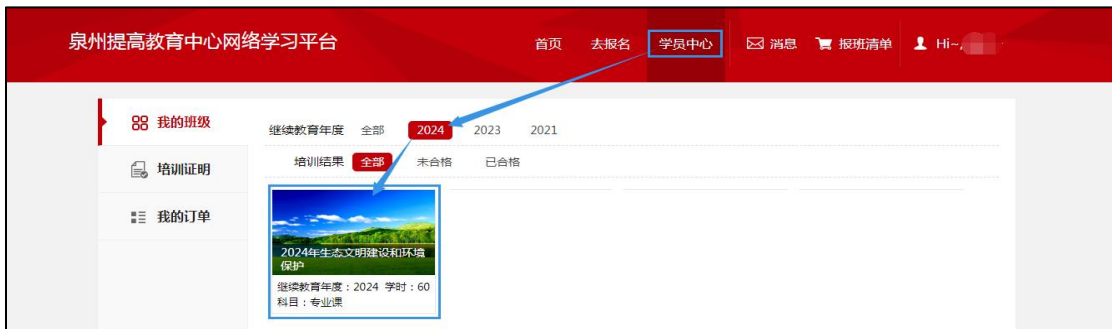 泉州提高教育中心网络学习平台
首页 去报名 学员中心 消息 报班清单 Hi~,
我的班级
培训证明
我的订单
继续教育年度 全部 2024 2023 2021
培训结果 全部 未合格 已合格
2024年生态文明建设和环境
保护
继续教育年度：2024 学时：60
科目：专业课